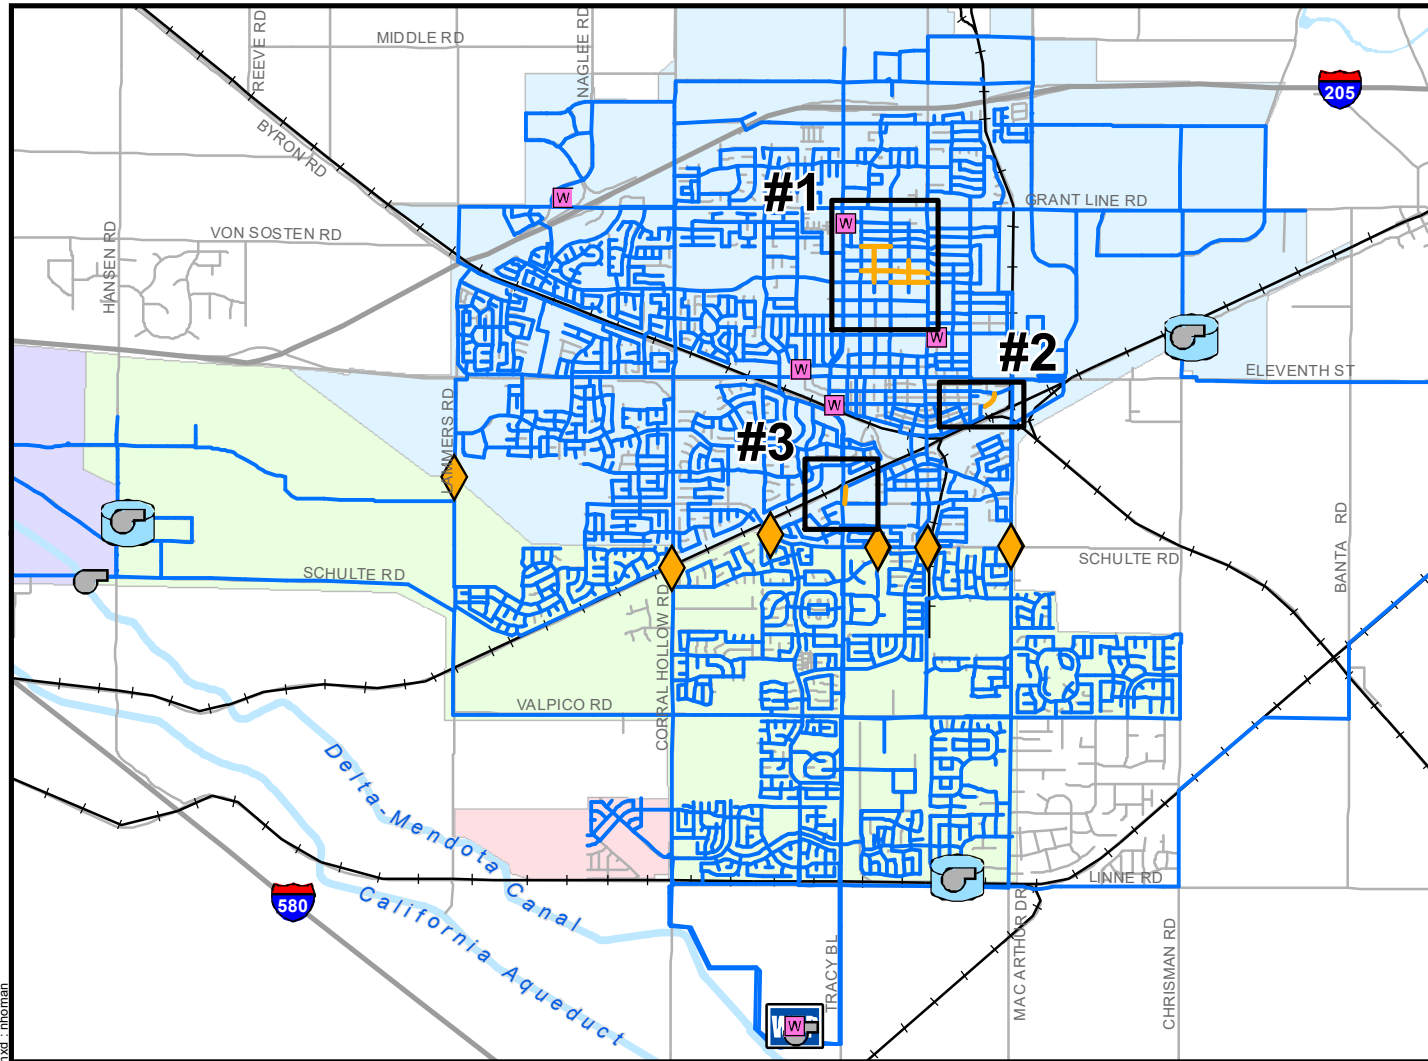 REEVE RD
MIDDLE RD
NAGLEE RD
205
BYRON RD
#1
W
W
GRANT LINE RD
HANSEN RD
VON SOSTEN RD
W
#2
W
ELEVENTH ST
LAMMERS RD
W
#3
SCHULTE RD
SCHULTE RD
BANTA RD
CORRAL HOLLOW RD
VALPICO RD
Delta-Mendota Canal
California Aqueduct
580
LINNE RD
MAC ARTHUR DR
CHRISMAN RD
TRACY BL
W
nxd : nhoman